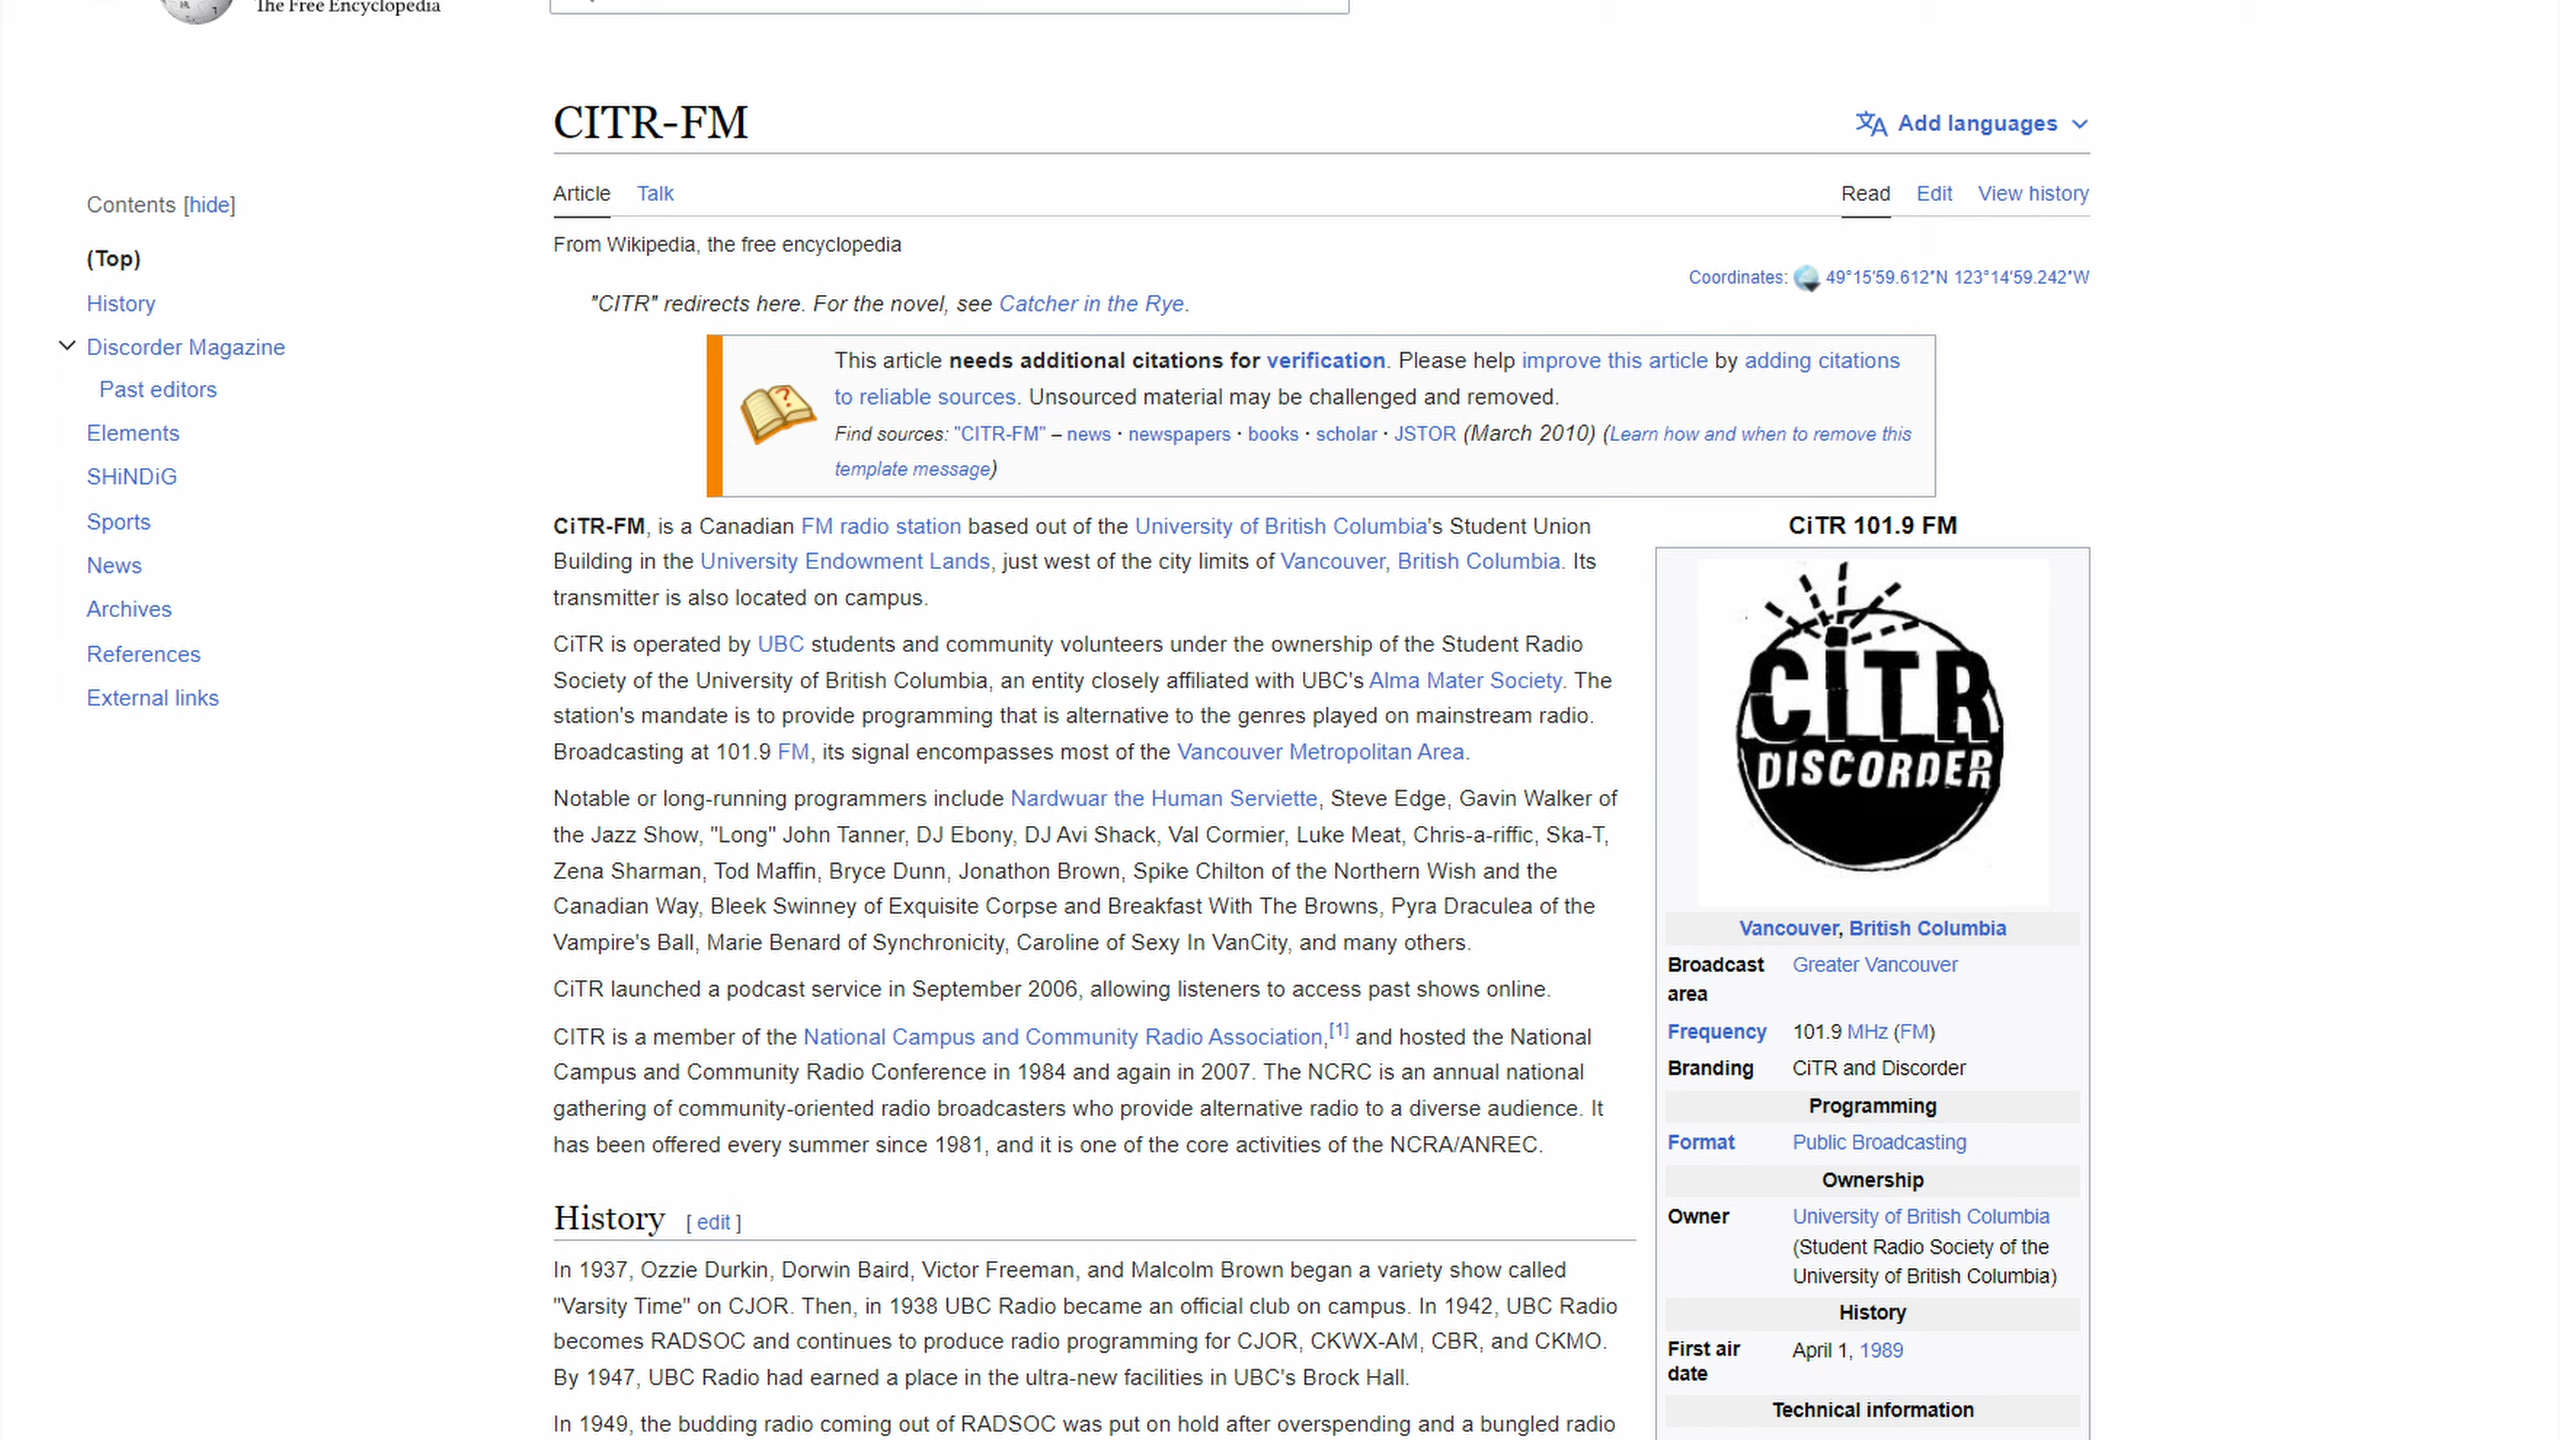 The Free Encyclopedia
CITR-FM
Add languages
Contents [hide]
(Top)
History
Discorder Magazine
Past editors
Elements
SHiNDiG
Sports
News
Archives
References
External links
Article Talk
Read Edit View history
From Wikipedia, the free encyclopedia
Coordinates: 49°15′59.612″N 123°14′59.242″W
"CITR" redirects here. For the novel, see Catcher in the Rye.
This article needs additional citations for verification. Please help improve this article by adding citations
to reliable sources. Unsourced material may be challenged and removed.
Find sources: "CITR-FM" – news · newspapers · books · scholar · JSTOR (March 2010) (Learn how and when to remove this
template message)
CiTR-FM, is a Canadian FM radio station based out of the University of British Columbia's Student Union
Building in the University Endowment Lands, just west of the city limits of Vancouver, British Columbia. Its
transmitter is also located on campus.
CiTR is operated by UBC students and community volunteers under the ownership of the Student Radio
Society of the University of British Columbia, an entity closely affiliated with UBC's Alma Mater Society. The
station's mandate is to provide programming that is alternative to the genres played on mainstream radio.
Broadcasting at 101.9 FM, its signal encompasses most of the Vancouver Metropolitan Area.
Notable or long-running programmers include Nardwuar the Human Serviette, Steve Edge, Gavin Walker of
the Jazz Show, "Long" John Tanner, DJ Ebony, DJ Avi Shack, Val Cormier, Luke Meat, Chris-a-riffic, Ska-T,
Zena Sharman, Tod Maffin, Bryce Dunn, Jonathon Brown, Spike Chilton of the Northern Wish and the
Canadian Way, Bleek Swinney of Exquisite Corpse and Breakfast With The Browns, Pyra Draculea of the
Vampire's Ball, Marie Benard of Synchronicity, Caroline of Sexy In VanCity, and many others.
CiTR launched a podcast service in September 2006, allowing listeners to access past shows online.
CITR is a member of the National Campus and Community Radio Association,[1] and hosted the National
Campus and Community Radio Conference in 1984 and again in 2007. The NCRC is an annual national
gathering of community-oriented radio broadcasters who provide alternative radio to a diverse audience. It
has been offered every summer since 1981, and it is one of the core activities of the NCRA/ANREC.
History [ edit ]
In 1937, Ozzie Durkin, Dorwin Baird, Victor Freeman, and Malcolm Brown began a variety show called
"Varsity Time" on CJOR. Then, in 1938 UBC Radio became an official club on campus. In 1942, UBC Radio
becomes RADSOC and continues to produce radio programming for CJOR, CKWX-AM, CBR, and CKMO.
By 1947, UBC Radio had earned a place in the ultra-new facilities in UBC's Brock Hall.
In 1949, the budding radio coming out of RADSOC was put on hold after overspending and a bungled radio
CiTR 101.9 FM
CiTR
DISCORDER
Vancouver, British Columbia
Broadcast area Greater Vancouver
Frequency 101.9 MHz (FM)
Branding CiTR and Discorder
Programming
Format Public Broadcasting
Ownership
Owner University of British Columbia
(Student Radio Society of the
University of British Columbia)
History
First air date April 1, 1989
Technical information